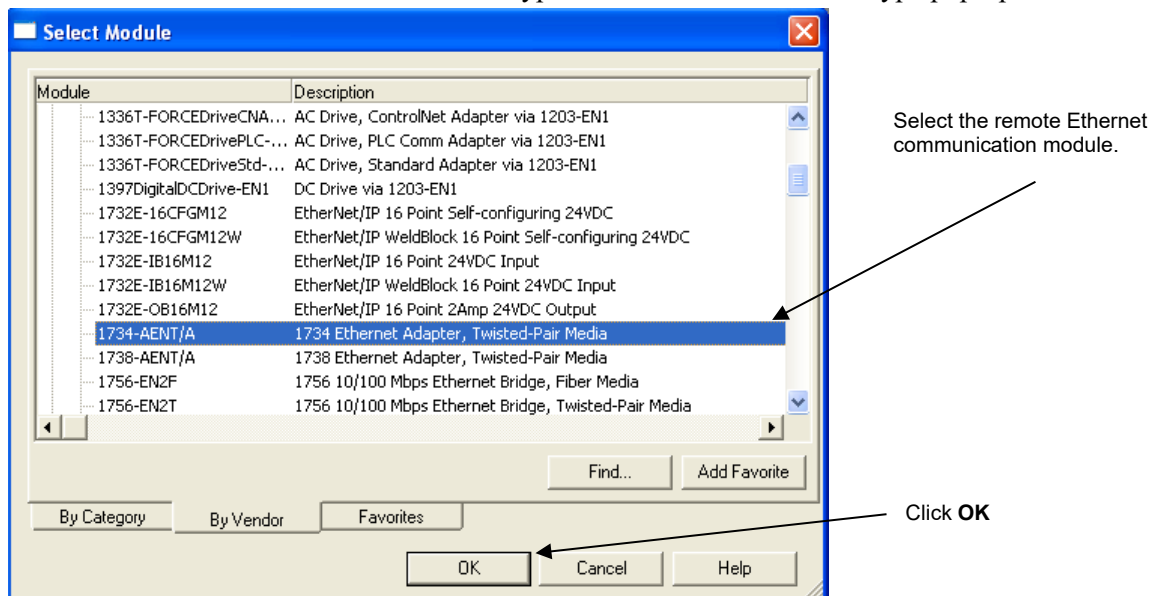 Select Module
Module Description
1336T-FORCEDriveCNA... AC Drive, ControlNet Adapter via 1203-EN1
1336T-FORCEDrivePLC-... AC Drive, PLC Comm Adapter via 1203-EN1
1336T-FORCEDriveStd-... AC Drive, Standard Adapter via 1203-EN1
1397DigitalDCDrive-EN1 DC Drive via 1203-EN1
1732E-16CFGM12 EtherNet/IP 16 Point Self-configuring 24VDC
1732E-16CFGM12W EtherNet/IP WeldBlock 16 Point Self-configuring 24VDC
1732E-IB16M12 EtherNet/IP 16 Point 24VDC Input
1732E-IB16M12W EtherNet/IP WeldBlock 16 Point 24VDC Input
1732E-OB16M12 EtherNet/IP 16 Point 2Amp 24VDC Output
1734-AENT/A 1734 Ethernet Adapter, Twisted-Pair Media
1738-AENT/A 1738 Ethernet Adapter, Twisted-Pair Media
1756-EN2F 1756 10/100 Mbps Ethernet Bridge, Fiber Media
1756-EN2T 1756 10/100 Mbps Ethernet Bridge, Twisted-Pair Media
Find... Add Favorite
By Category By Vendor Favorites
OK Cancel Help
Select the remote Ethernet
communication module.
Click OK